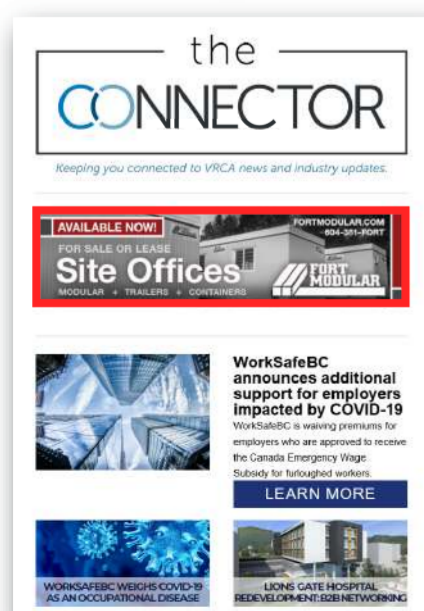 the
CONNECTOR
Keeping you connected to VRCA news and industry updates.
AVAILABLE NOW!
FORTMODULAR.COM
604-381-FORT
FOR SALE OR LEASE
Site Offices
MODULAR + TRAILERS + CONTAINERS
FORT
MODULAR
WorkSafeBC
announces additional
support for employers
impacted by COVID-19
WorkSafeBC is waiving premiums for
employers who are approved to receive
the Canada Emergency Wage
Subsidy for furloughed workers.
LEARN MORE
WORKSAFEBC WEIGHS COVID-19
AS AN OCCUPATIONAL DISEASE
LIONS GATE HOSPITAL
REDEVELOPMENT: B2B NETWORKING